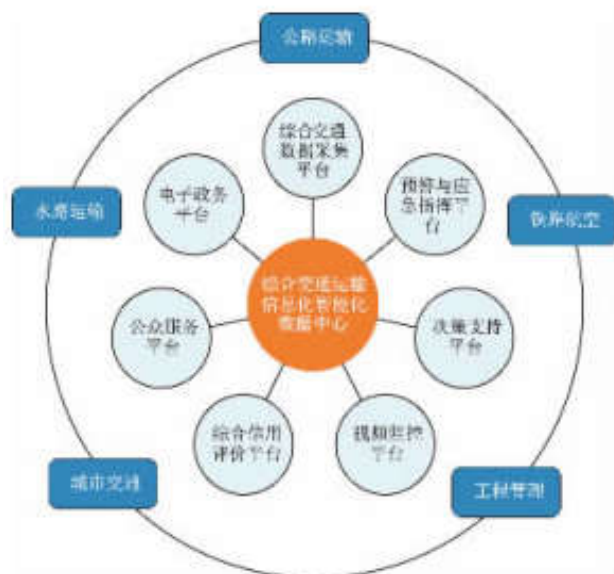 公路运输
综合交通
数据采集
平台
电子政务
平台
预警与应
急指挥平
台
水路运输
铁路航空
综合交通运输
信息化智能化
数据中心
公众服务
平台
决策支持
平台
综合信用
评价平台
视频监控
平台
城市交通
工程管理